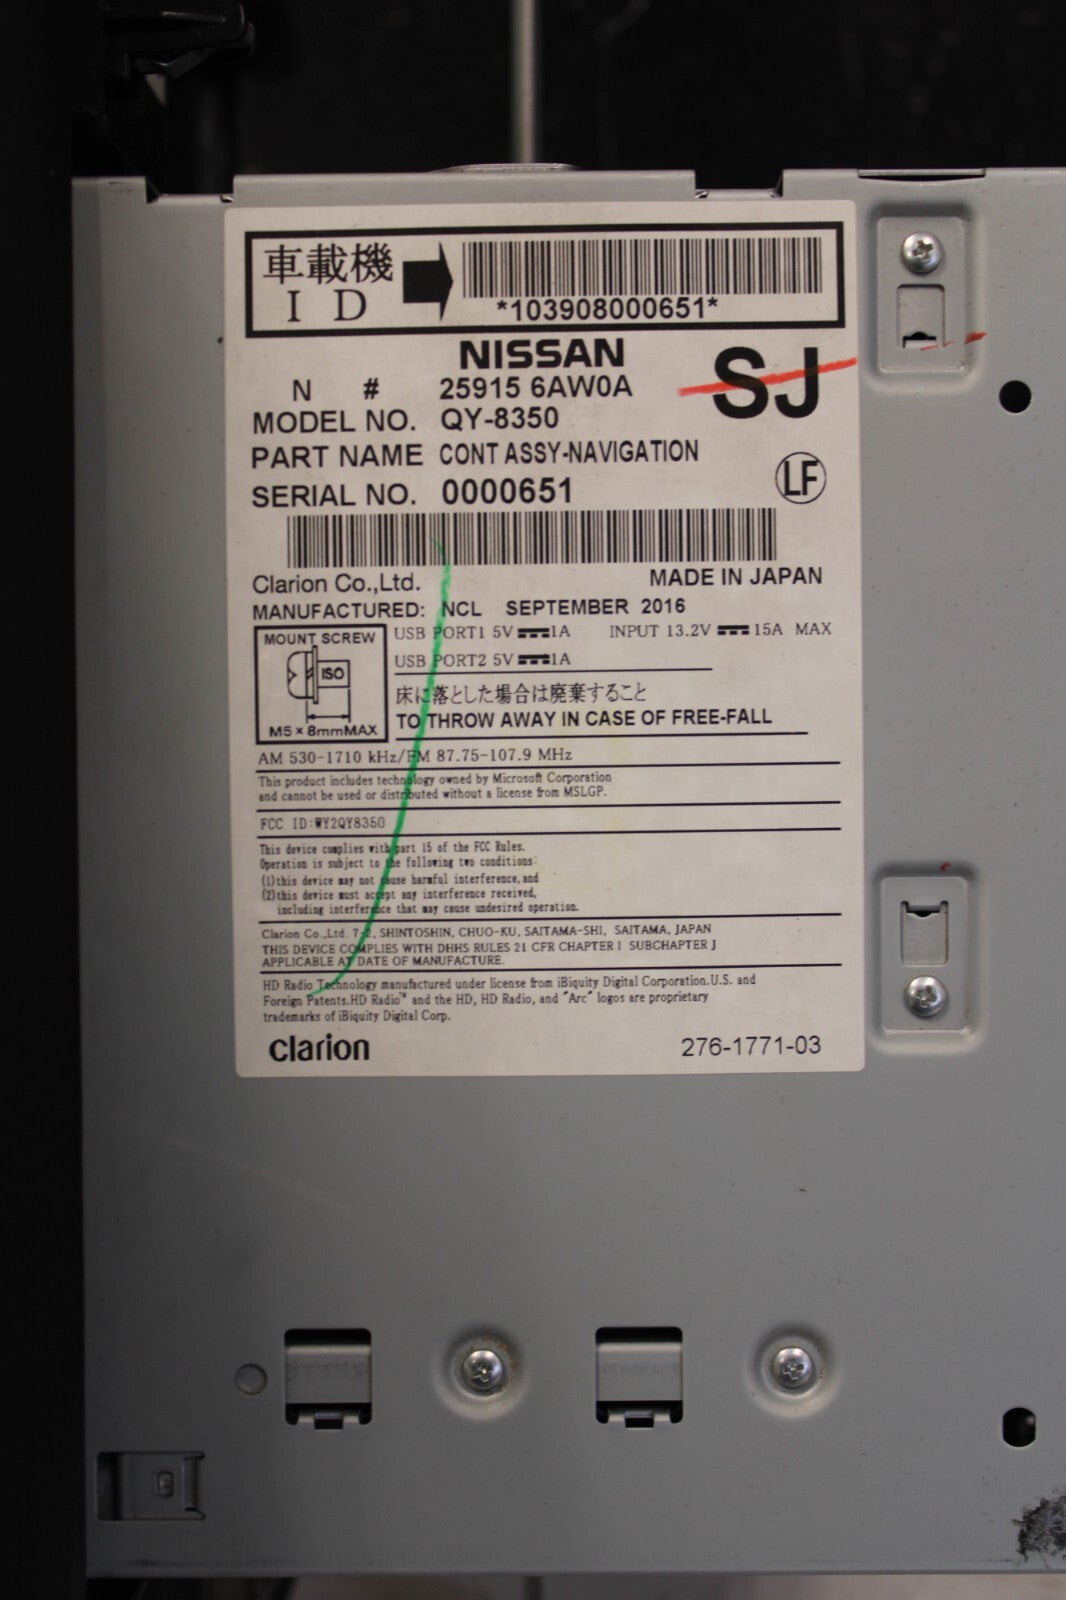 車載機
ID
*103908000651*
NISSAN
N # 25915 6AW0A
SJ
MODEL NO. QY-8350
PART NAME CONT ASSY-NAVIGATION
LF
SERIAL NO. 0000651
Clarion Co.,Ltd. MADE IN JAPAN
MANUFACTURED: NCL SEPTEMBER 2016
MOUNT SCREW
ISO
M5×8mmMAX
USB PORT1 5V⎓1A INPUT 13.2V⎓15A MAX
USB PORT2 5V⎓1A
床に落とした場合は廃棄すること
TO THROW AWAY IN CASE OF FREE-FALL
AM 530-1710 kHz/FM 87.75-107.9 MHz
This product includes technology owned by Microsoft Corporation
and cannot be used or distributed without a license from MSLGP.
FCC ID:WY2QY8350
This device complies with part 15 of the FCC Rules.
Operation is subject to the following two conditions:
(1)this device may not cause harmful interference,and
(2)this device must accept any interference received,
including interference that may cause undesired operation.
Clarion Co.,Ltd. 7-2, SHINTOSHIN, CHUO-KU, SAITAMA-SHI, SAITAMA, JAPAN
THIS DEVICE COMPLIES WITH DHHS RULES 21 CFR CHAPTER I SUBCHAPTER J
APPLICABLE AT DATE OF MANUFACTURE.
HD Radio Technology manufactured under license from iBiquity Digital Corporation.U.S. and
Foreign Patents.HD Radio™ and the HD, HD Radio, and "Arc" logos are proprietary
trademarks of iBiquity Digital Corp.
clarion 276-1771-03